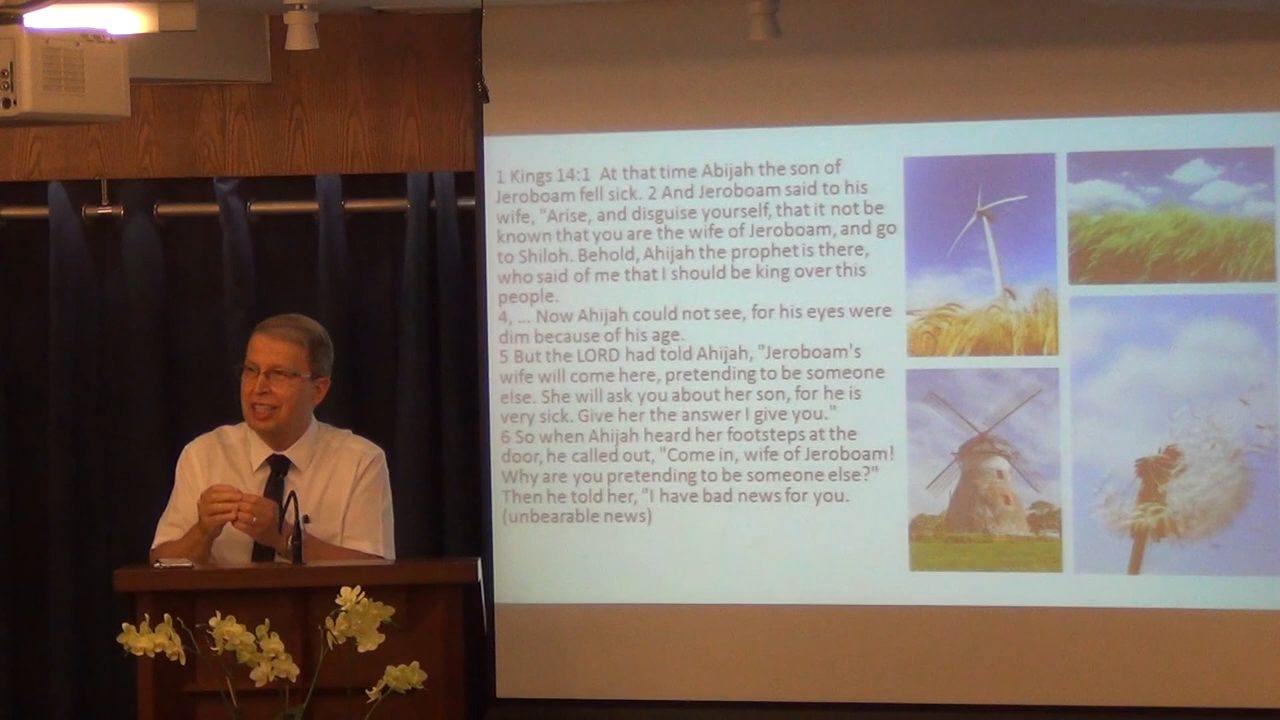 1 Kings 14:1 At that time Abijah the son of
Jeroboam fell sick. 2 And Jeroboam said to his
wife, "Arise, and disguise yourself, that it not be
known that you are the wife of Jeroboam, and go
to Shiloh. Behold, Ahijah the prophet is there,
who said of me that I should be king over this
people.
4, ... Now Ahijah could not see, for his eyes were
dim because of his age.
5 But the LORD had told Ahijah, "Jeroboam's
wife will come here, pretending to be someone
else. She will ask you about her son, for he is
very sick. Give her the answer I give you."
6 So when Ahijah heard her footsteps at the
door, he called out, "Come in, wife of Jeroboam!
Why are you pretending to be someone else?"
Then he told her, "I have bad news for you.
(unbearable news)